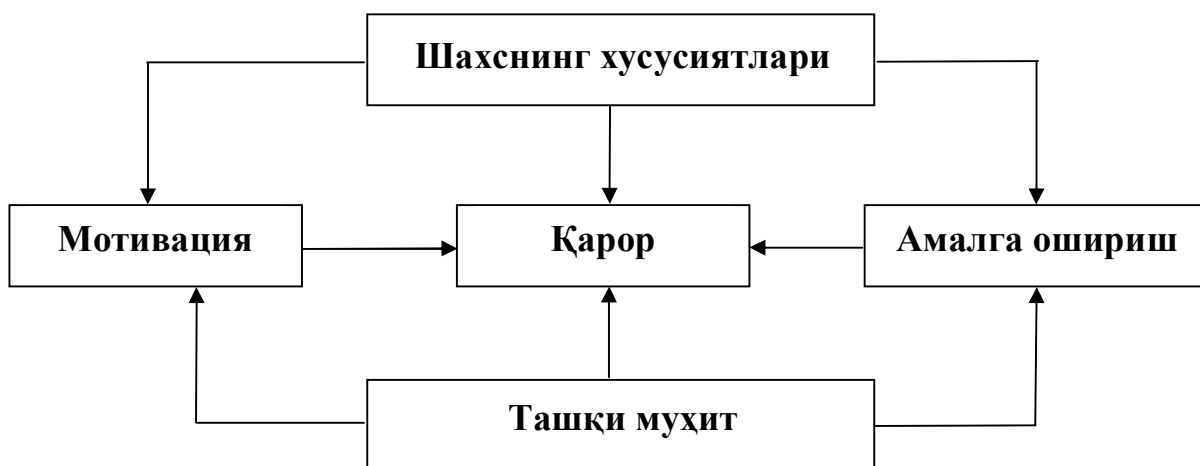 Шахснинг хусусиятлари
Мотивация
Қарор
Амалга ошириш
Ташқи муҳит